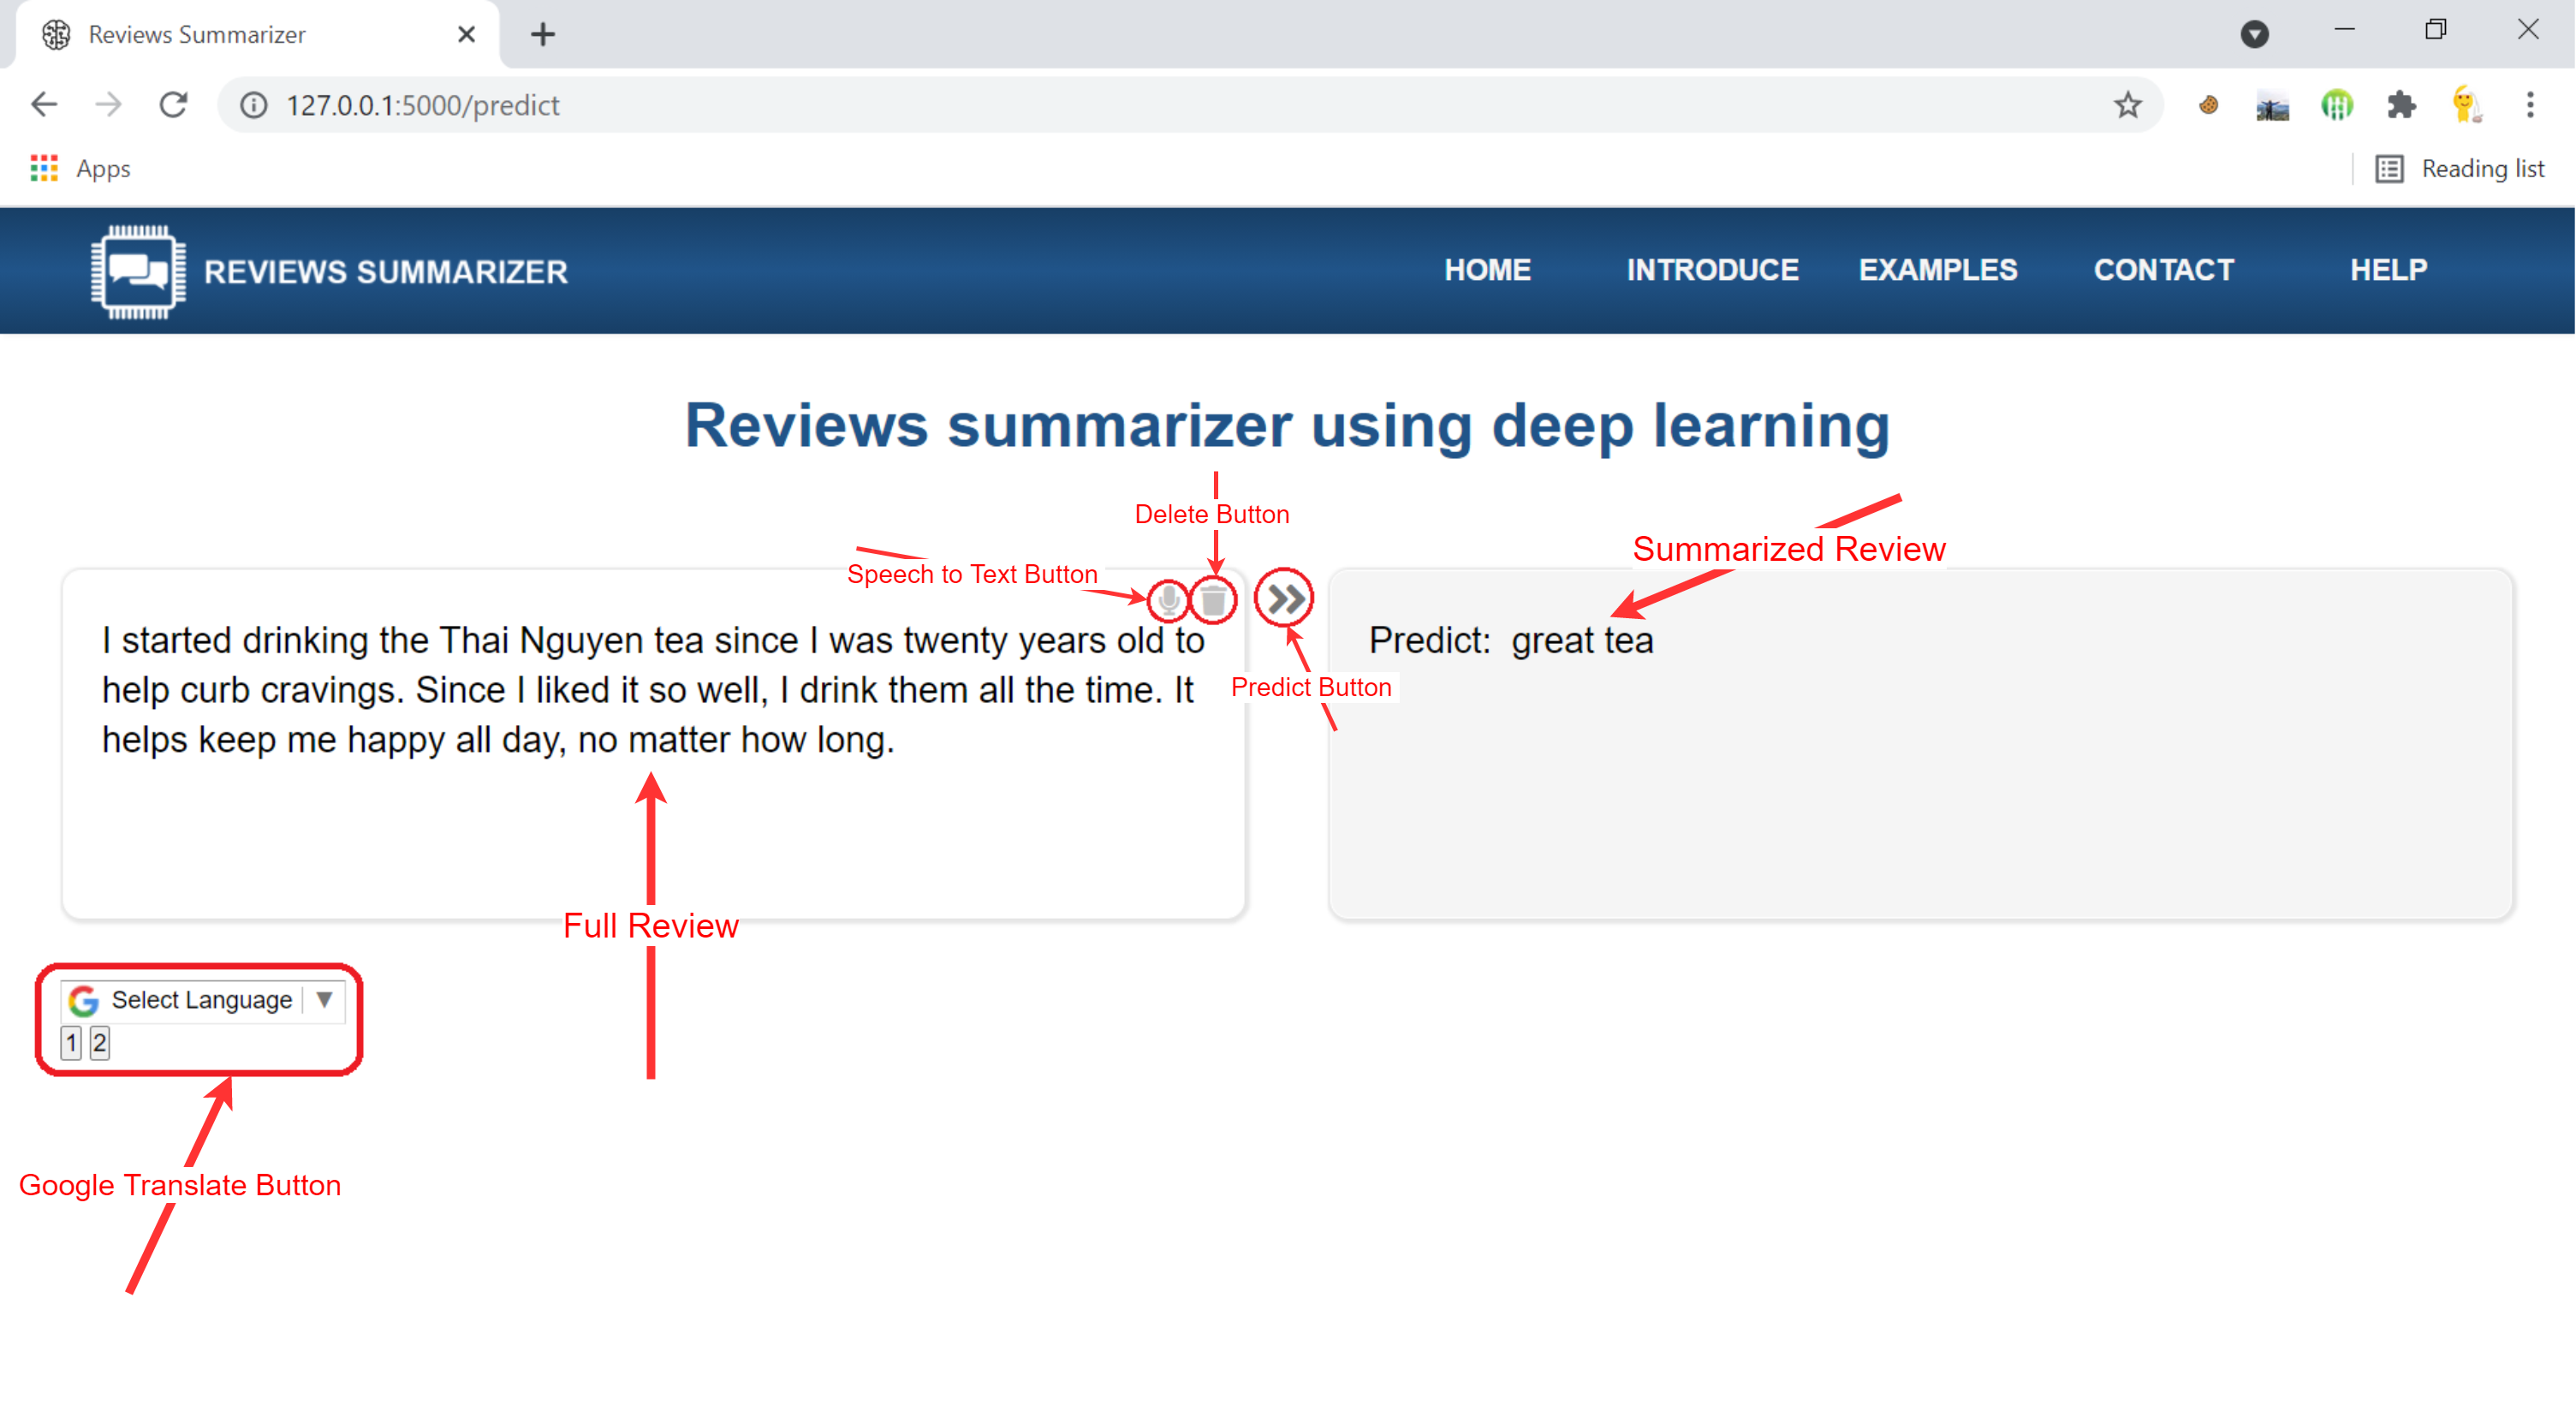 Reviews Summarizer
127.0.0.1:5000/predict
Apps
Reading list
REVIEWS SUMMARIZER
HOME
INTRODUCE
EXAMPLES
CONTACT
HELP
Reviews summarizer using deep learning
Delete Button
Summarized Review
Speech to Text Button
I started drinking the Thai Nguyen tea since I was twenty years old to
help curb cravings. Since I liked it so well, I drink them all the time. It
helps keep me happy all day, no matter how long.
Predict Button
Predict: great tea
Full Review
Select Language
1 2
Google Translate Button